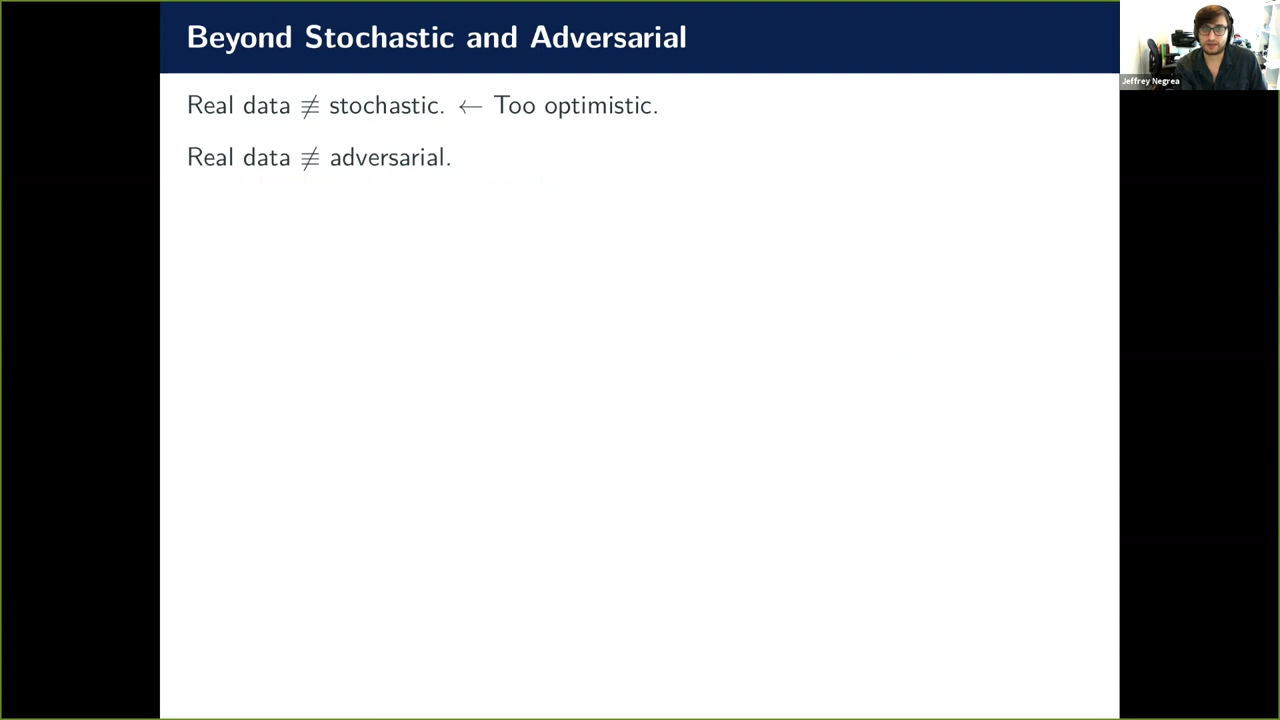 Beyond Stochastic and Adversarial
Real data ≢ stochastic. ← Too optimistic.
Real data ≢ adversarial.
Jeffrey Negrea